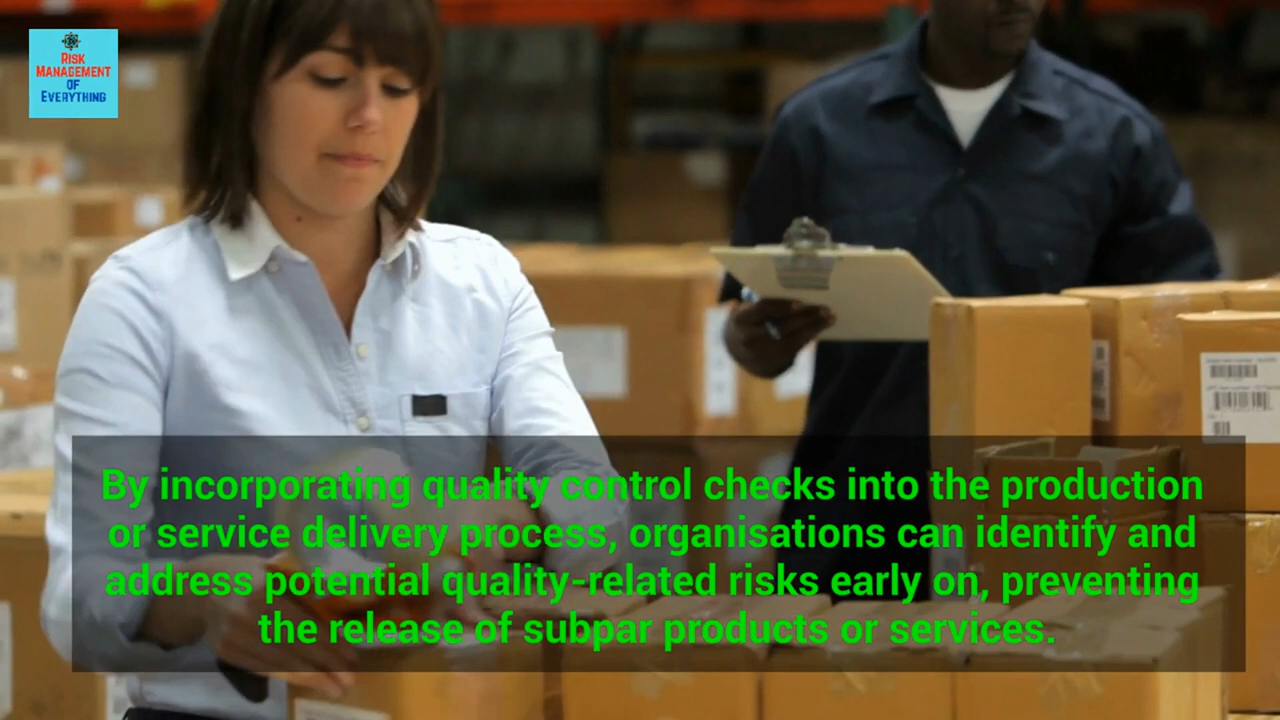 RISK
MANAGEMENT
OF
EVERYTHING
By incorporating quality control checks into the production
or service delivery process, organisations can identify and
address potential quality-related risks early on, preventing
the release of subpar products or services.